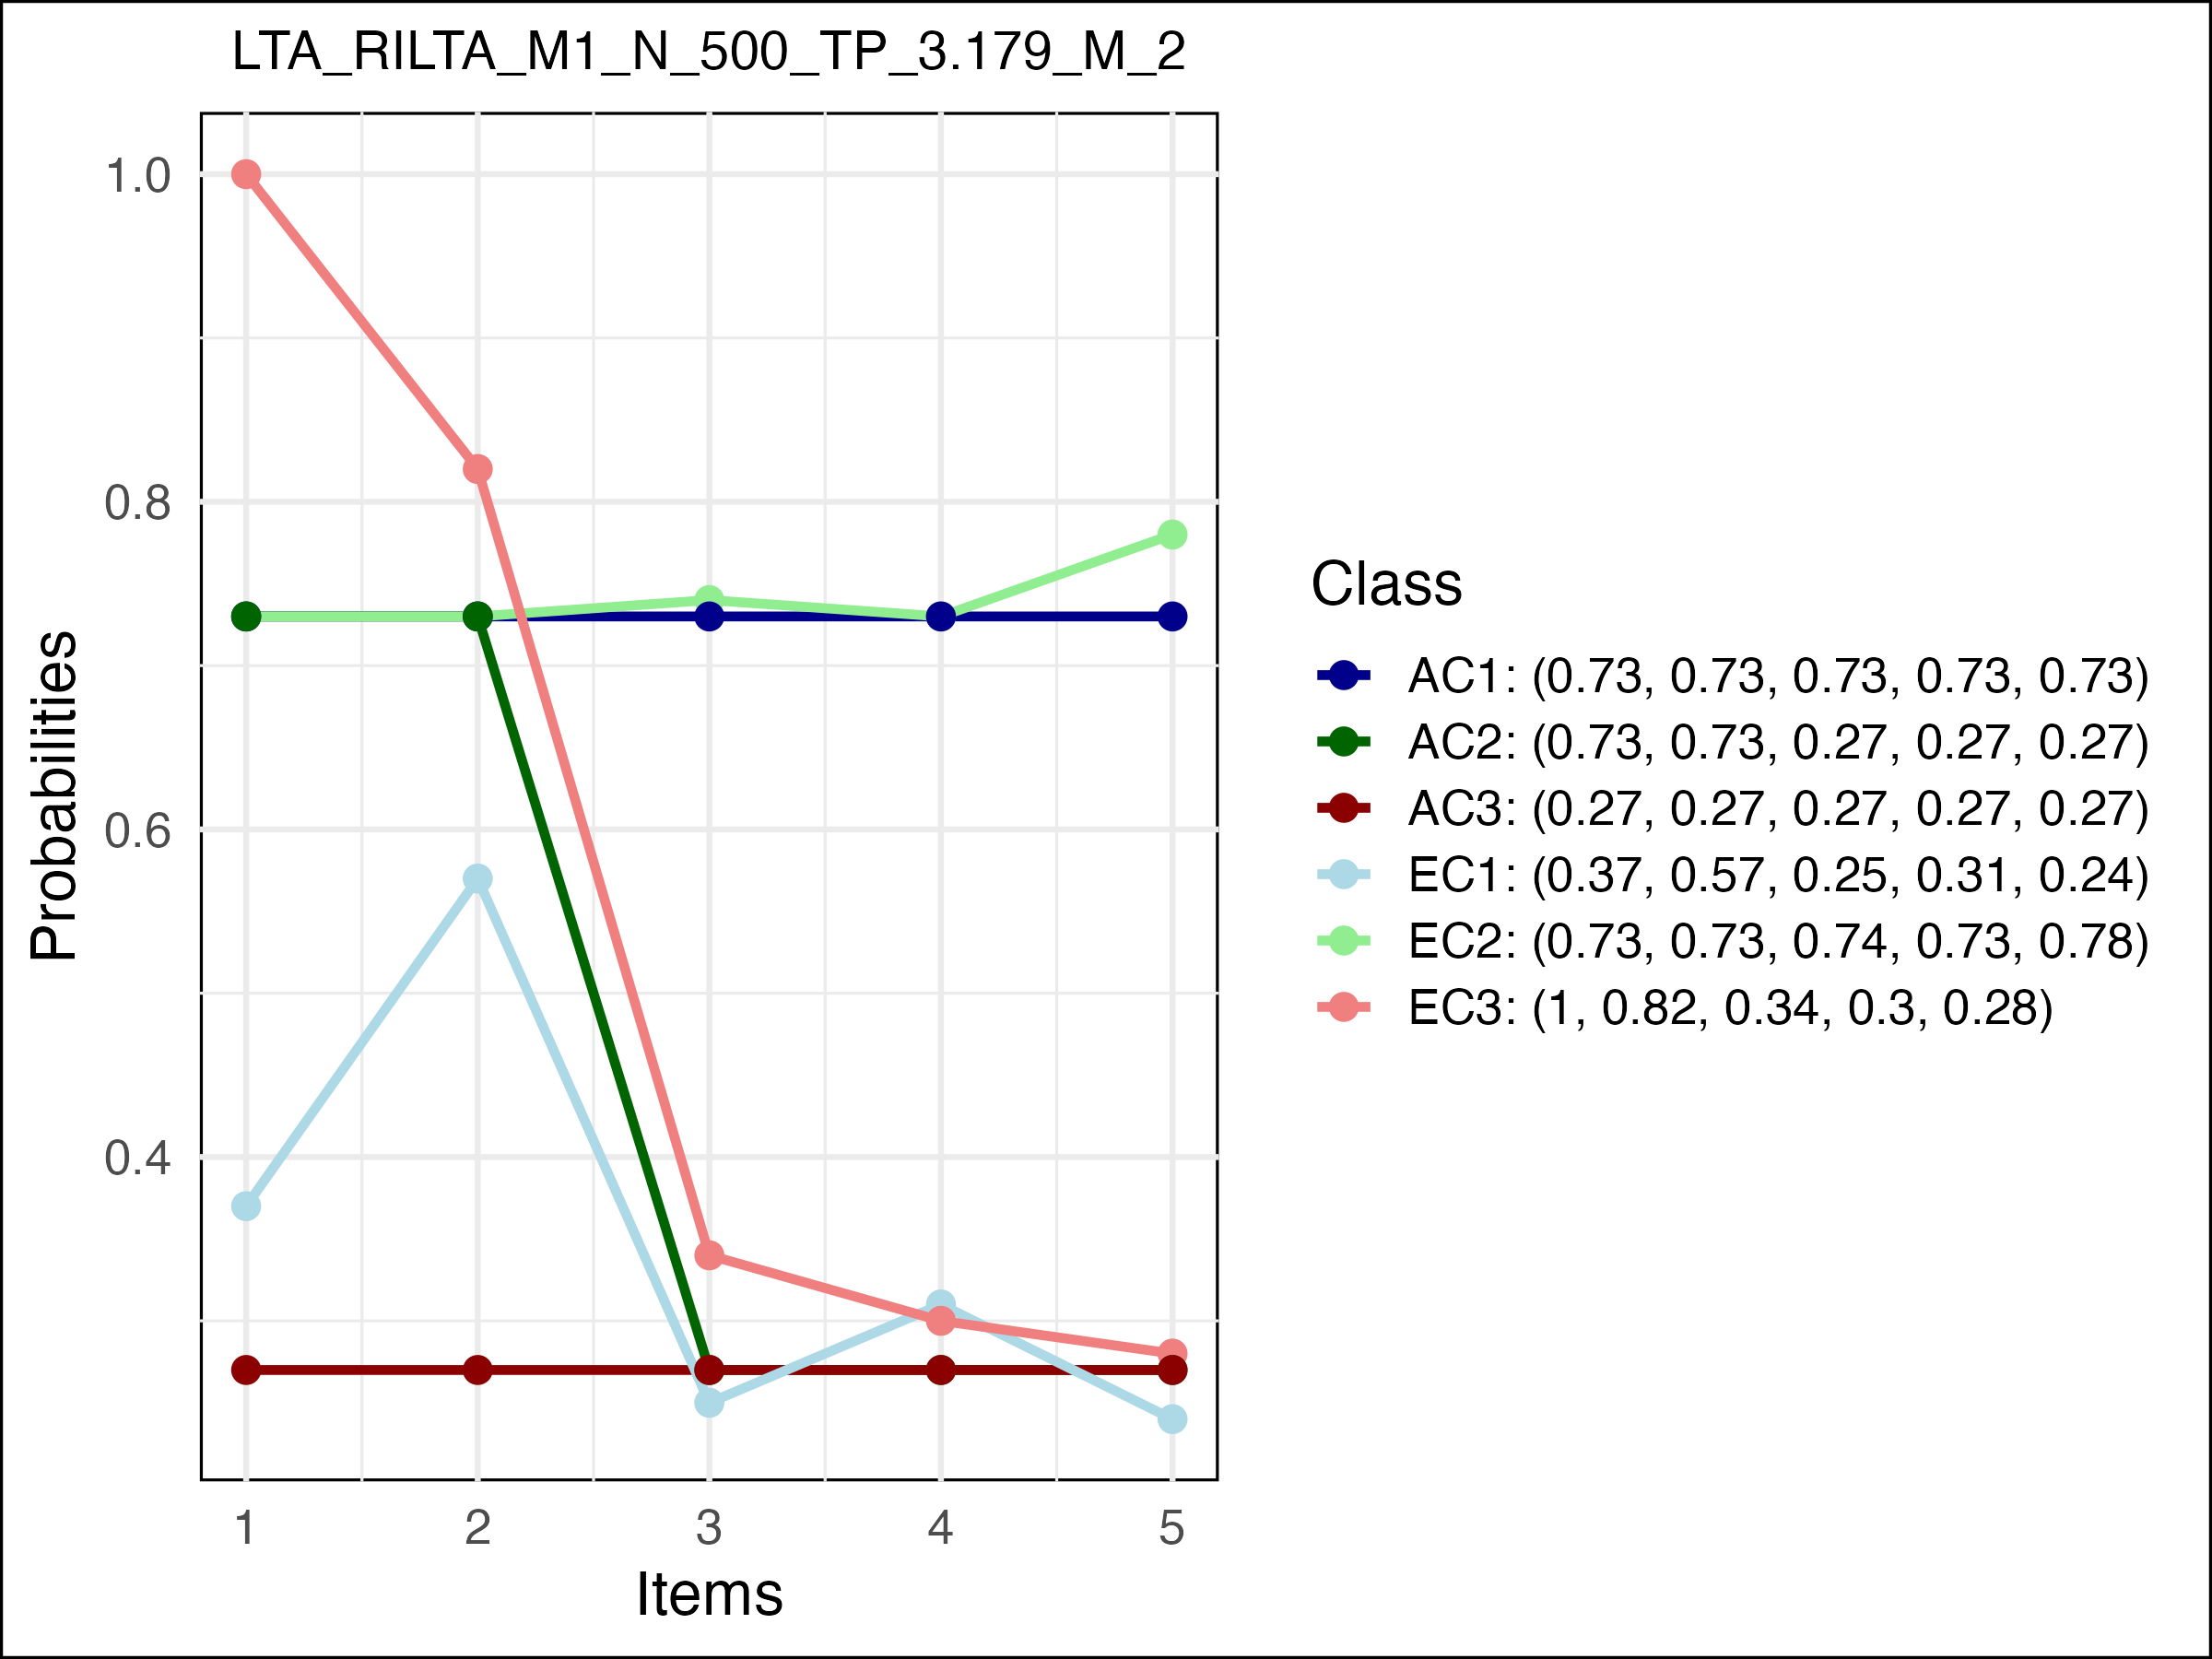 LTA_RILTA_M1_N_500_TP_3.179_M_2
1.0
0.8
0.6
0.4
Probabilities
1 2 3 4 5
Items
Class
AC1: (0.73, 0.73, 0.73, 0.73, 0.73)
AC2: (0.73, 0.73, 0.27, 0.27, 0.27)
AC3: (0.27, 0.27, 0.27, 0.27, 0.27)
EC1: (0.37, 0.57, 0.25, 0.31, 0.24)
EC2: (0.73, 0.73, 0.74, 0.73, 0.78)
EC3: (1, 0.82, 0.34, 0.3, 0.28)